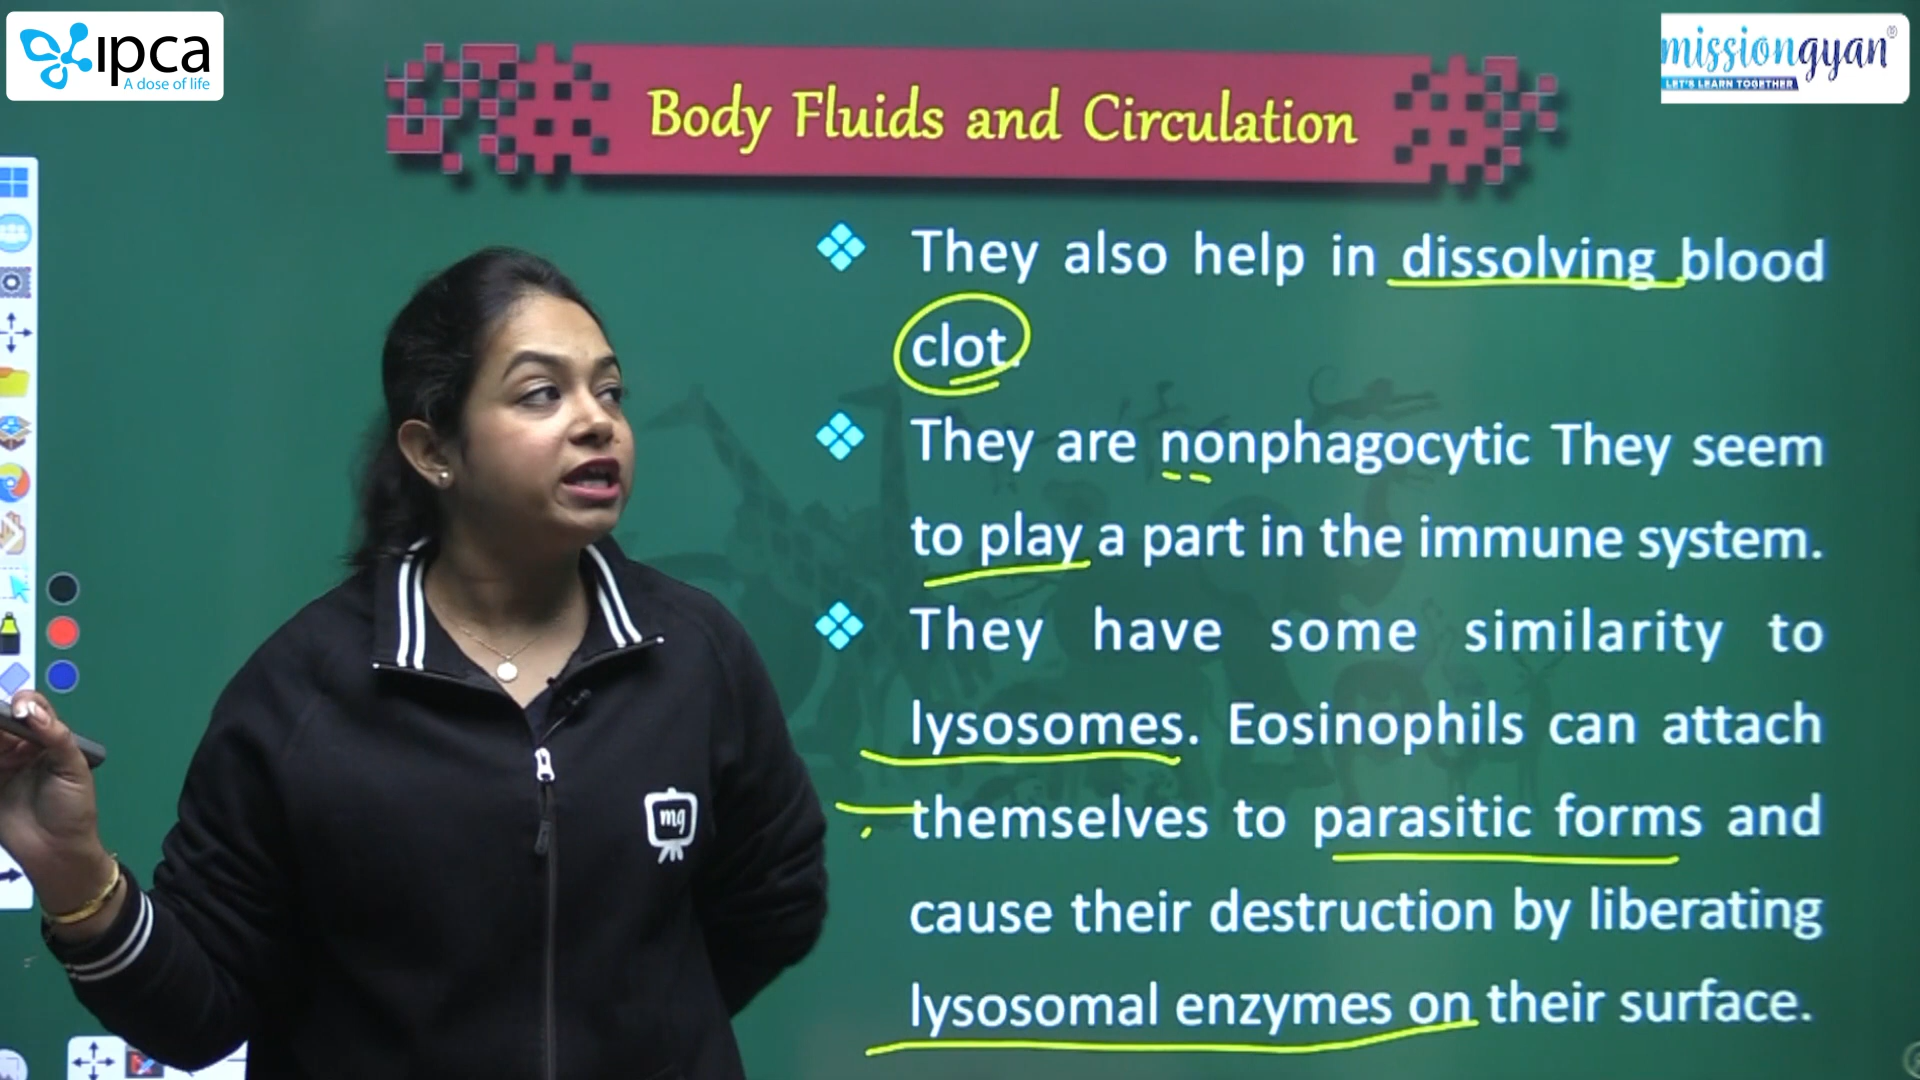 ipca
A dose of life
missiongyan®
LET'S LEARN TOGETHER
Body Fluids and Circulation
They also help in dissolving blood
clot.
They are nonphagocytic They seem
to play a part in the immune system.
They have some similarity to
lysosomes. Eosinophils can attach
themselves to parasitic forms and
cause their destruction by liberating
lysosomal enzymes on their surface.
mg